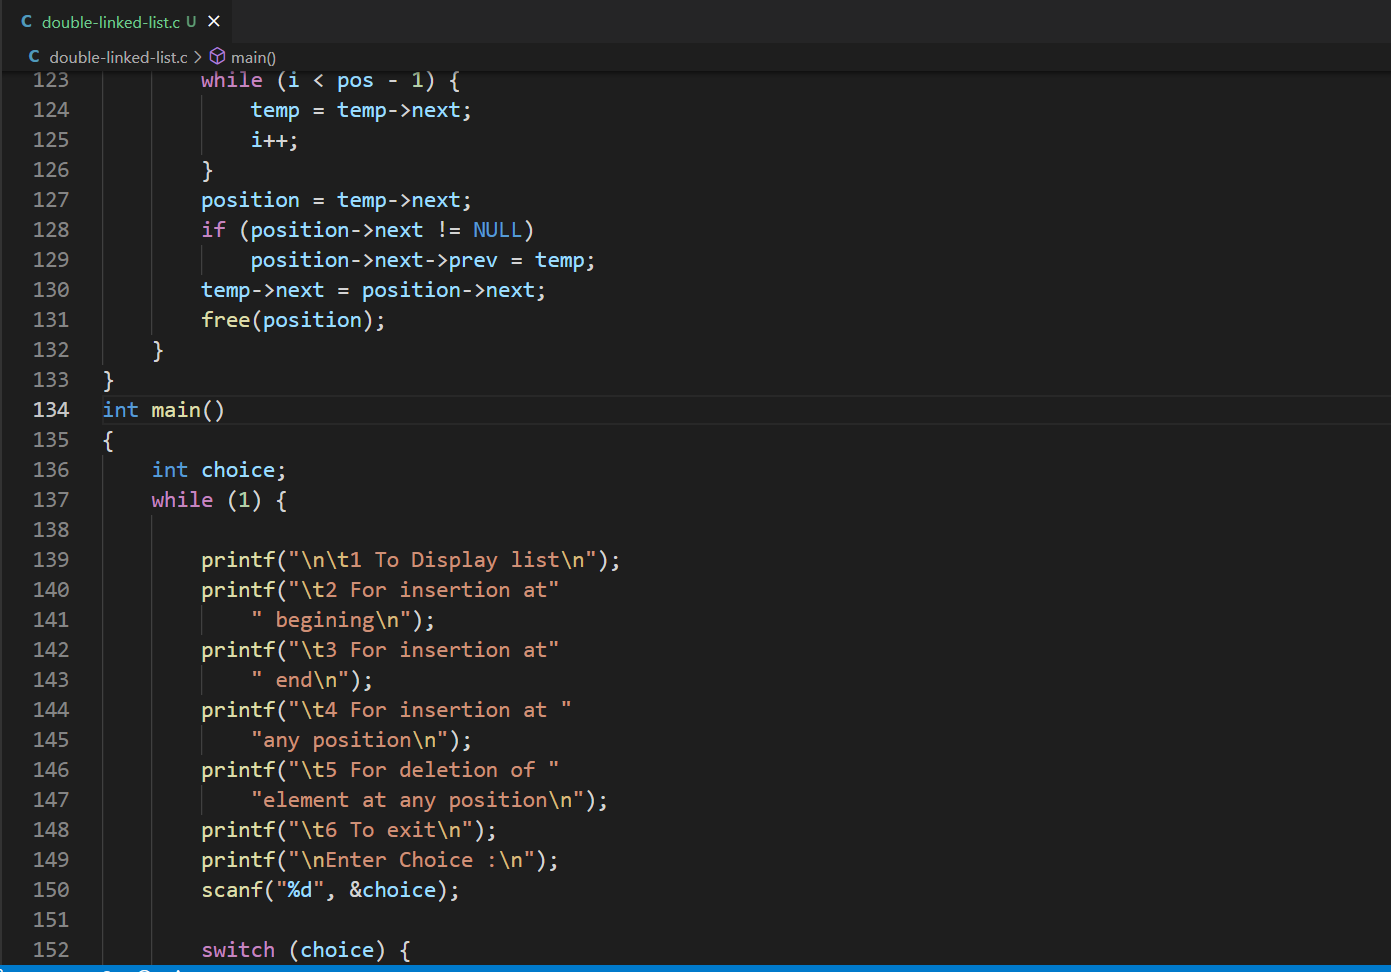 C double-linked-list.c U ×
C double-linked-list.c > main()
123 while (i < pos - 1) {
124 temp = temp->next;
125 i++;
126 }
127 position = temp->next;
128 if (position->next != NULL)
129 position->next->prev = temp;
130 temp->next = position->next;
131 free(position);
132 }
133 }
134 int main()
135 {
136 int choice;
137 while (1) {
138
139 printf("\n\t1 To Display list\n");
140 printf("\t2 For insertion at"
141 " begining\n");
142 printf("\t3 For insertion at"
143 " end\n");
144 printf("\t4 For insertion at "
145 "any position\n");
146 printf("\t5 For deletion of "
147 "element at any position\n");
148 printf("\t6 To exit\n");
149 printf("\nEnter Choice :\n");
150 scanf("%d", &choice);
151
152 switch (choice) {